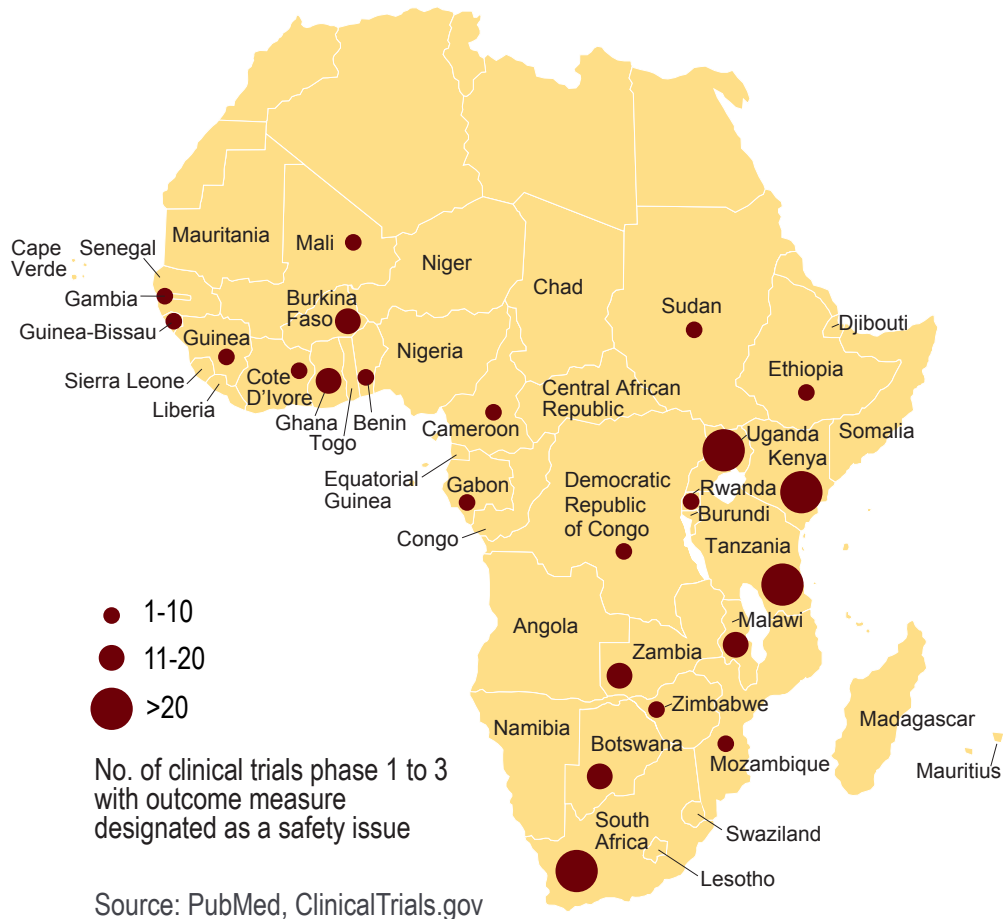 Mauritania
Mali
Niger
Chad
Sudan
Cape
Verde
Senegal
Gambia
Guinea-Bissau
Guinea
Sierra Leone
Liberia
Burkina
Faso
Cote
D'Ivore
Ghana
Togo
Benin
Nigeria
Cameroon
Central African
Republic
Djibouti
Ethiopia
Somalia
Uganda
Kenya
Equatorial
Guinea
Gabon
Congo
Democratic
Republic
of Congo
Rwanda
Burundi
Tanzania
Angola
Malawi
Zambia
Zimbabwe
Namibia
Botswana
Mozambique
Madagascar
Mauritius
South
Africa
Swaziland
Lesotho
1-10
11-20
>20
No. of clinical trials phase 1 to 3
with outcome measure
designated as a safety issue
Source: PubMed, ClinicalTrials.gov